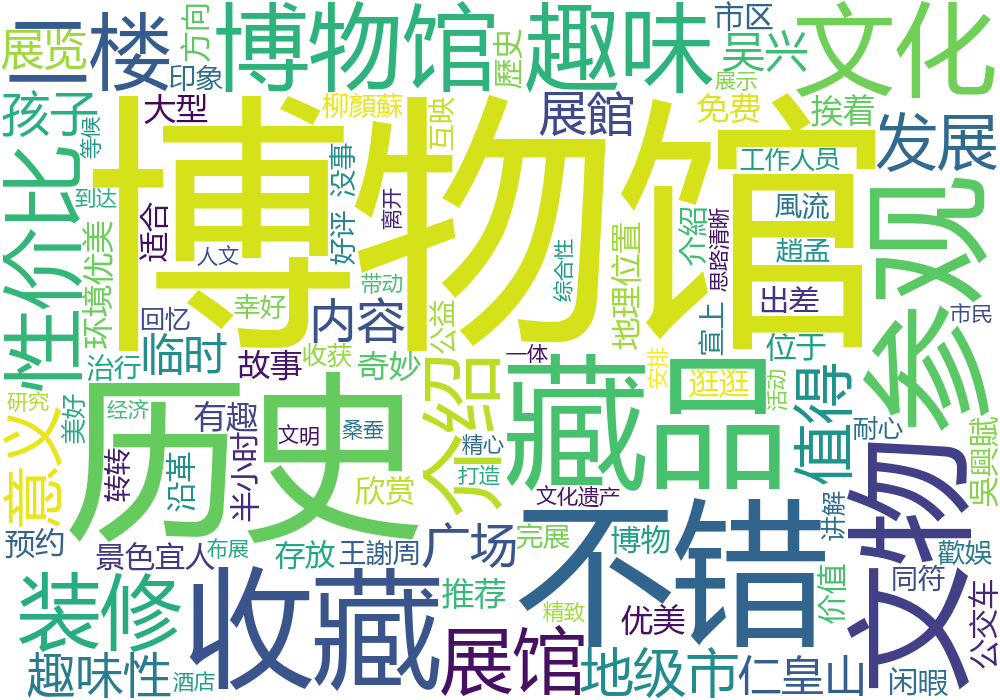 展览
三楼
方向
印象
博物馆
歷史
趣味
市区
吴兴
展示
文化
孩子
等候
大型
柳顏蘇
互映
展館
免费
挨着
发展
工作人员
博物馆
到达
适合
人文
没事
好评
离开
带动
综合性
地理位置
介紹
思路清晰
風流
趙孟
出差
参观
性价比
环境优美
回忆
幸好
内容
公益
宣上
位于
市民
治行
临时
故事
收获
奇妙
一体
安排
逛逛
活动
值得
耐心
研究
美好
经济
有趣
文明
桑蚕
介绍
精心
打造
藏品
吳興賦
意义
转转
历史
沿革
半小时
欣赏
文化遗产
不错
讲解
文物
预约
景色宜人
布展
存放
王謝周
广场
完展
博物
歡娛
装修
收藏
推荐
精致
优美
价值
同符
公交车
趣味性
酒店
展馆
地级市
仁皇山
闲暇